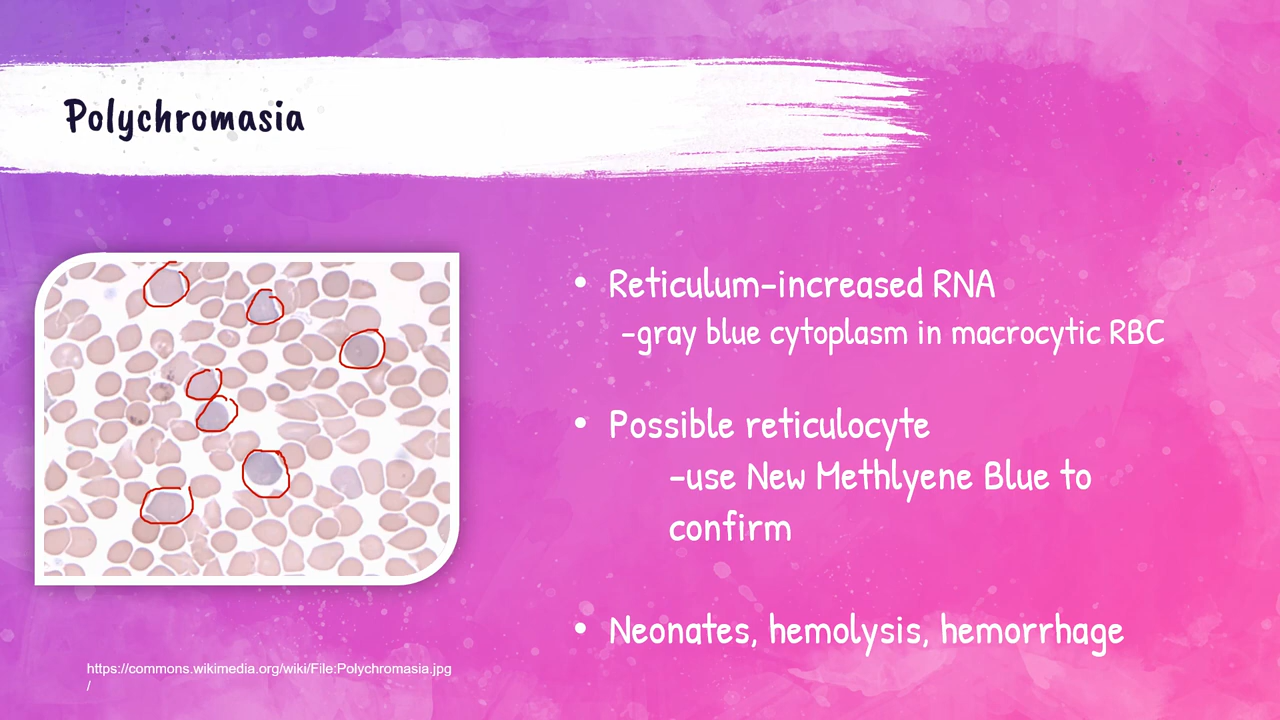 Polychromasia
• Reticulum-increased RNA
-gray blue cytoplasm in macrocytic RBC
• Possible reticulocyte
-use New Methlyene Blue to
confirm
• Neonates, hemolysis, hemorrhage
https://commons.wikimedia.org/wiki/File:Polychromasia.jpg
/